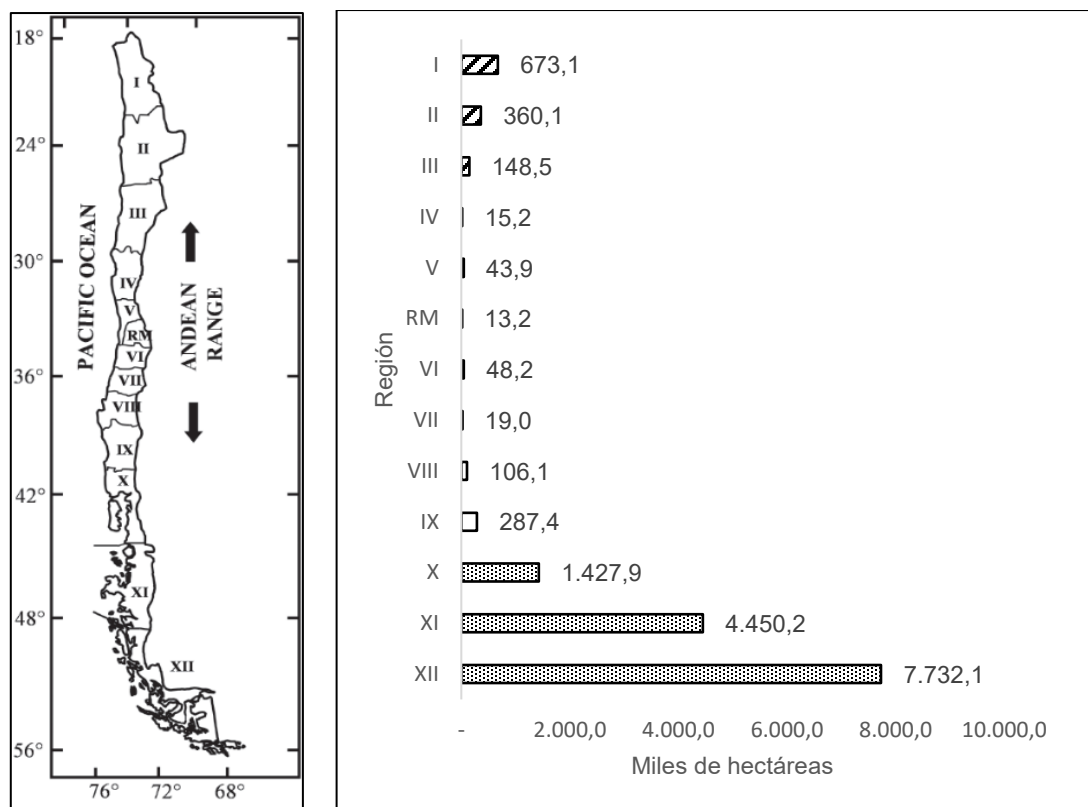 18°
24°
30°
36°
42°
48°
56°
76° 72° 68°
PACIFIC OCEAN
ANDEAN
RANGE
I
II
III
IV
V
RM
VI
VII
VIII
IX
X
XI
XII
Región
I 673,1
II 360,1
III 148,5
IV 15,2
V 43,9
RM 13,2
VI 48,2
VII 19,0
VIII 106,1
IX 287,4
X 1.427,9
XI 4.450,2
XII 7.732,1
- 2.000,0 4.000,0 6.000,0 8.000,0 10.000,0
Miles de hectáreas